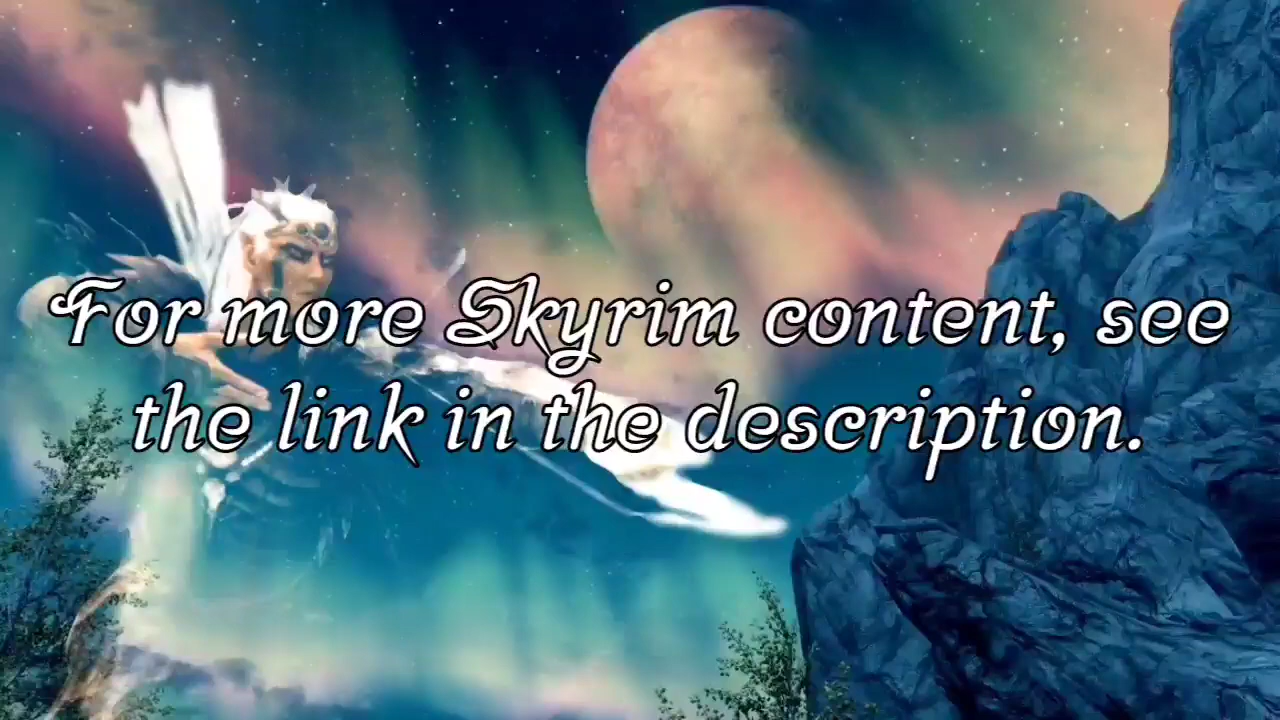 For more Skyrim content, see
the link in the description.